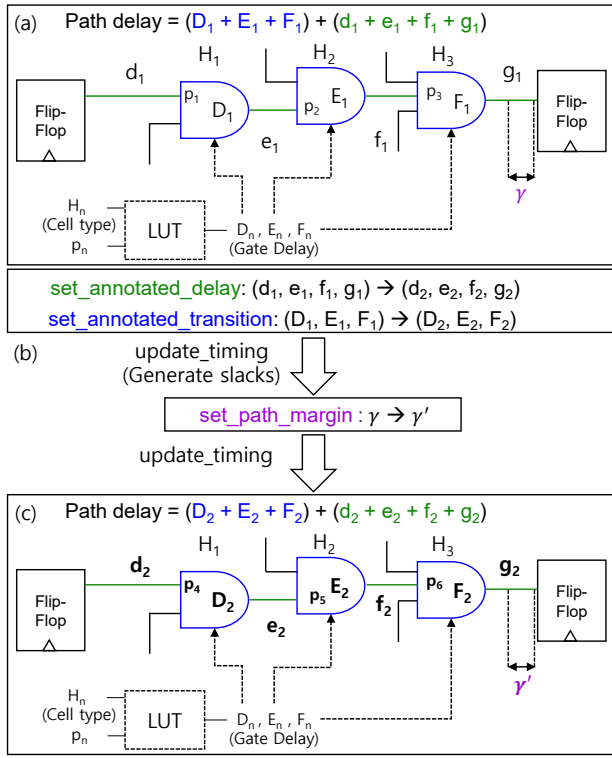 (a) Path delay = (D₁ + E₁ + F₁) + (d₁ + e₁ + f₁ + g₁)
H₁ H₂ H₃
d₁ g₁
Flip-Flop
p₁ D₁
p₂ E₁
p₃ F₁
Flip-Flop
e₁ f₁
γ
Hₙ
(Cell type)
pₙ
LUT
Dₙ , Eₙ , Fₙ
(Gate Delay)
set_annotated_delay: (d₁, e₁, f₁, g₁) → (d₂, e₂, f₂, g₂)
set_annotated_transition: (D₁, E₁, F₁) → (D₂, E₂, F₂)
(b) update_timing
(Generate slacks)
set_path_margin : γ → γ′
update_timing
(c) Path delay = (D₂ + E₂ + F₂) + (d₂ + e₂ + f₂ + g₂)
H₁ H₂ H₃
d₂ g₂
Flip-Flop
p₄ D₂
p₅ E₂
p₆ F₂
Flip-Flop
e₂ f₂
γ′
Hₙ
(Cell type)
pₙ
LUT
Dₙ , Eₙ , Fₙ
(Gate Delay)